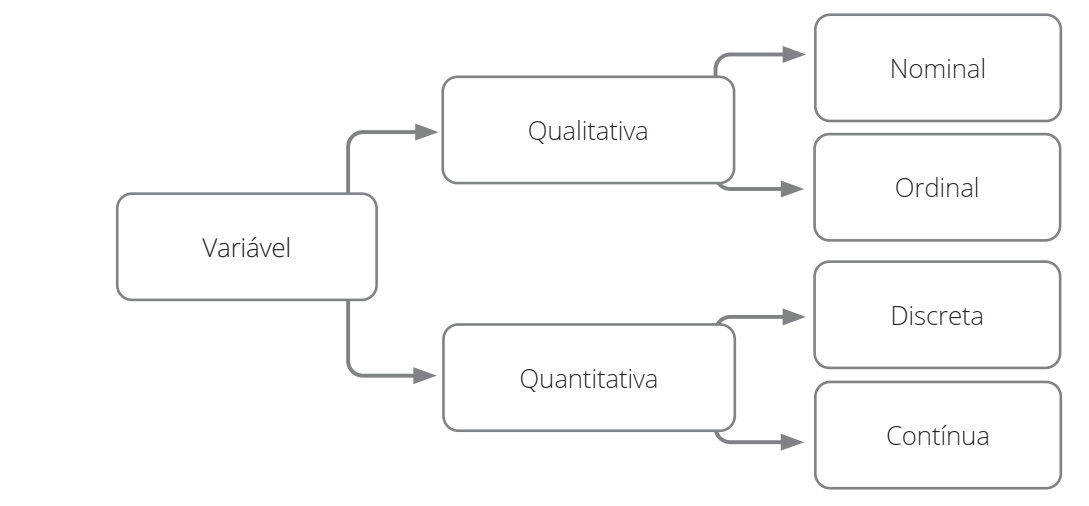 Variável
Qualitativa
Nominal
Ordinal
Quantitativa
Discreta
Contínua